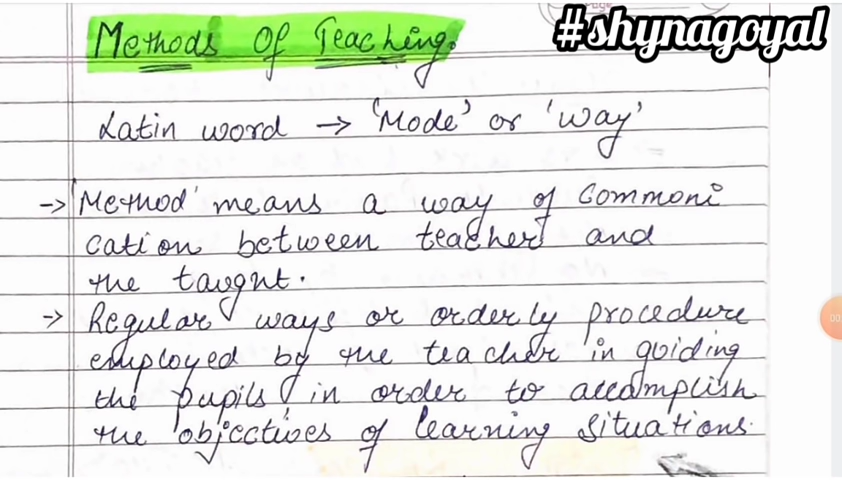 #shynagoyal
Methods Of Teaching.
Latin word → 'Mode' or 'way'
→ 'Method' means a way of Commoni
cation between teacher and
the taught.
→ Regular ways or orderly procedure
employed by the teacher in guiding
the pupils in order to accomplish
the objectives of learning situations.